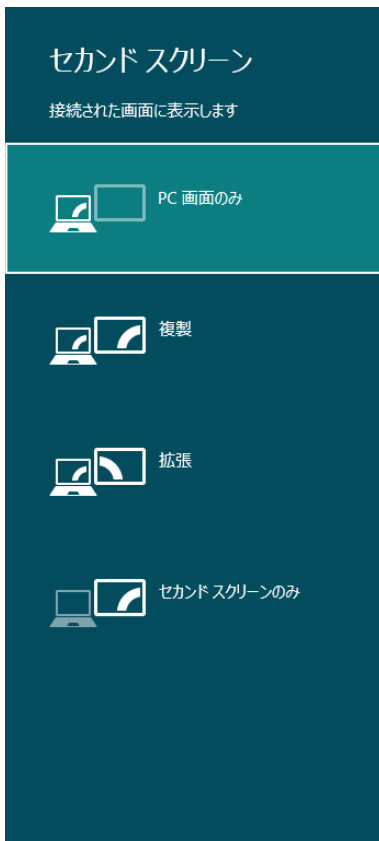 セカンド スクリーン
接続された画面に表示します
PC 画面のみ
複製
拡張
セカンド スクリーンのみ